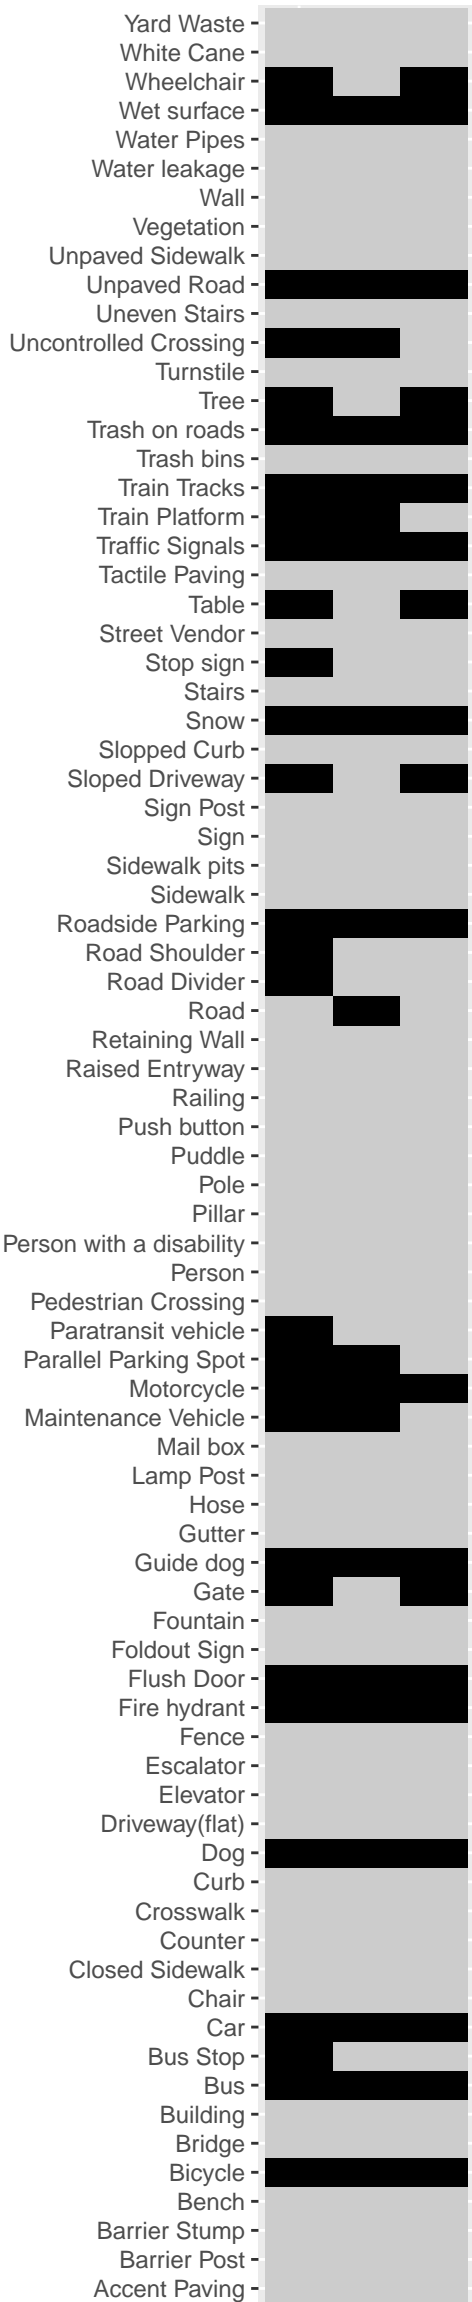 Yard Waste
White Cane
Wheelchair
Wet surface
Water Pipes
Water leakage
Wall
Vegetation
Unpaved Sidewalk
Unpaved Road
Uneven Stairs
Uncontrolled Crossing
Turnstile
Tree
Trash on roads
Trash bins
Train Tracks
Train Platform
Traffic Signals
Tactile Paving
Table
Street Vendor
Stop sign
Stairs
Snow
Slopped Curb
Sloped Driveway
Sign Post
Sign
Sidewalk pits
Sidewalk
Roadside Parking
Road Shoulder
Road Divider
Road
Retaining Wall
Raised Entryway
Railing
Push button
Puddle
Pole
Pillar
Person with a disability
Person
Pedestrian Crossing
Paratransit vehicle
Parallel Parking Spot
Motorcycle
Maintenance Vehicle
Mail box
Lamp Post
Hose
Gutter
Guide dog
Gate
Fountain
Foldout Sign
Flush Door
Fire hydrant
Fence
Escalator
Elevator
Driveway(flat)
Dog
Curb
Crosswalk
Counter
Closed Sidewalk
Chair
Car
Bus Stop
Bus
Building
Bridge
Bicycle
Bench
Barrier Stump
Barrier Post
Accent Paving